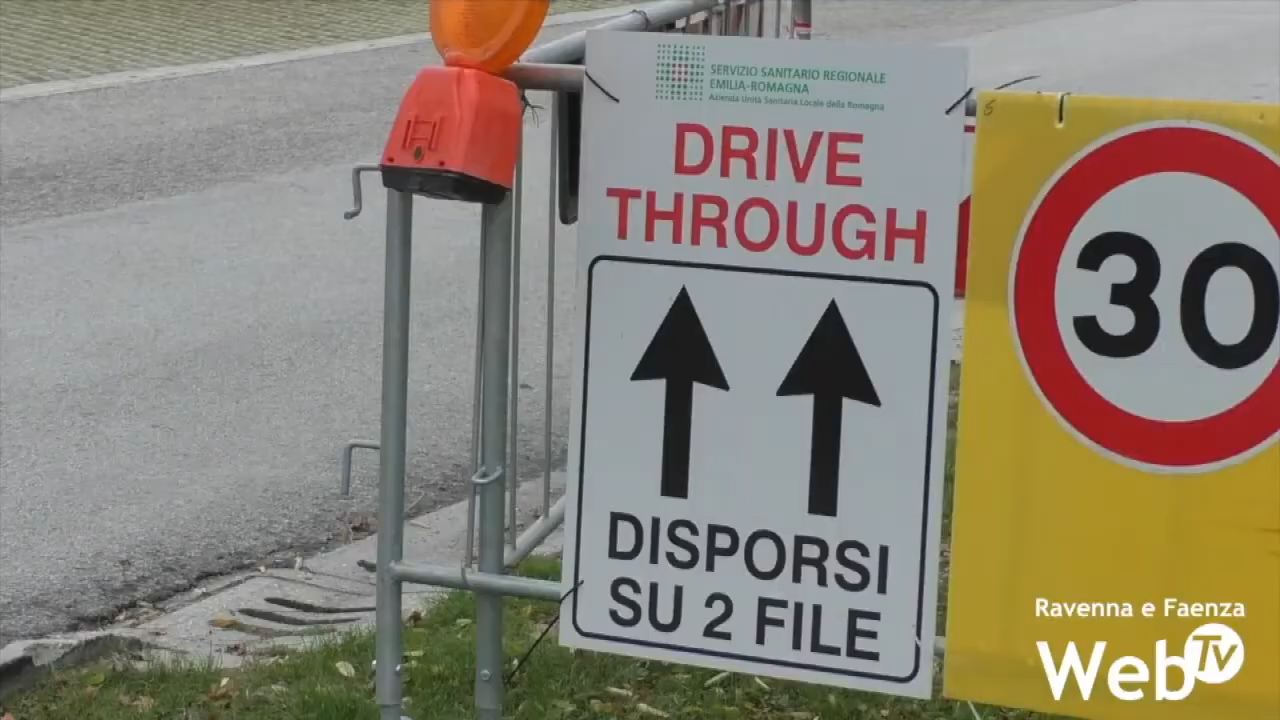 SERVIZIO SANITARIO REGIONALE
EMILIA-ROMAGNA
Azienda Unità Sanitaria Locale della Romagna
DRIVE
THROUGH
DISPORSI
SU 2 FILE
30
Ravenna e Faenza
WebTv